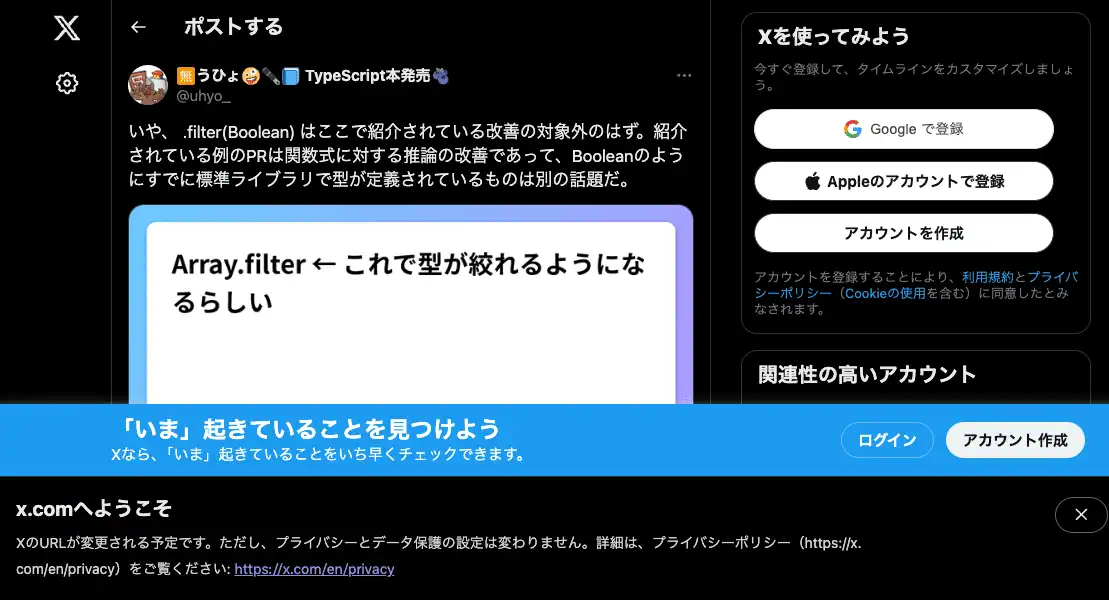 ポストする
無うひょ🤪🖋️📘 TypeScript本発売🫐
@uhyo_
いや、 .filter(Boolean) はここで紹介されている改善の対象外のはず。紹介
されている例のPRは関数式に対する推論の改善であって、Booleanのよう
にすでに標準ライブラリで型が定義されているものは別の話題だ。
Array.filter ← これで型が絞れるようにな
るらしい
Xを使ってみよう
今すぐ登録して、タイムラインをカスタマイズしましょ
う。
Google で登録
Appleのアカウントで登録
アカウントを作成
アカウントを登録することにより、利用規約とプライバ
シーポリシー（Cookieの使用を含む）に同意したとみ
なされます。
関連性の高いアカウント
「いま」起きていることを見つけよう
Xなら、「いま」起きていることをいち早くチェックできます。
ログイン
アカウント作成
x.comへようこそ
XのURLが変更される予定です。ただし、プライバシーとデータ保護の設定は変わりません。詳細は、プライバシーポリシー（https://x.
com/en/privacy）をご覧ください: https://x.com/en/privacy